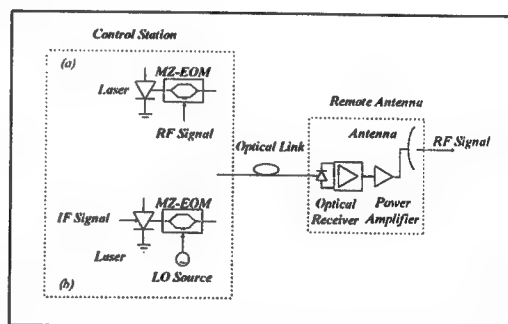 Control Station
(a)
MZ-EOM
Laser
RF Signal
Remote Antenna
Antenna
RF Signal
Optical Link
Optical
Receiver
Power
Amplifier
MZ-EOM
IF Signal
Laser
LO Source
(b)